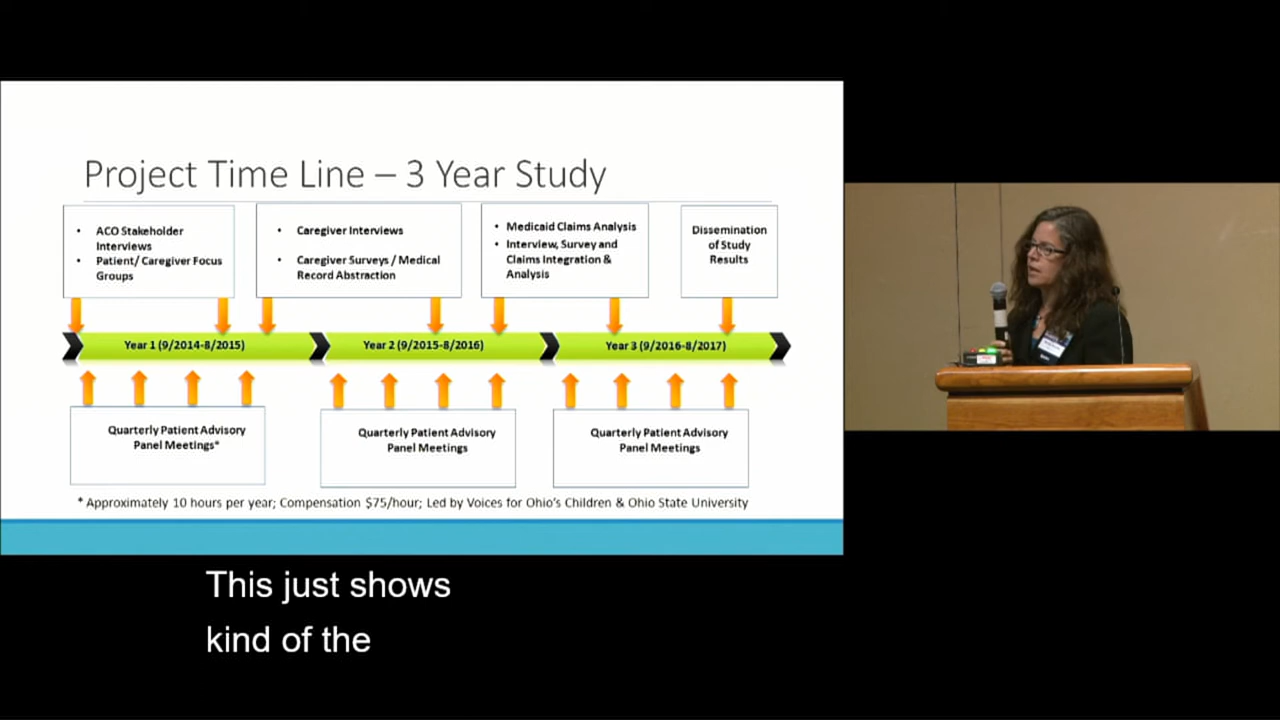 Project Time Line – 3 Year Study
• ACO Stakeholder
Interviews
• Patient/ Caregiver Focus
Groups
• Caregiver Interviews
• Caregiver Surveys / Medical
Record Abstraction
• Medicaid Claims Analysis
• Interview, Survey and
Claims Integration &
Analysis
Dissemination
of Study
Results
Year 1 (9/2014-8/2015)
Year 2 (9/2015-8/2016)
Year 3 (9/2016-8/2017)
Quarterly Patient Advisory
Panel Meetings*
Quarterly Patient Advisory
Panel Meetings
Quarterly Patient Advisory
Panel Meetings
* Approximately 10 hours per year; Compensation $75/hour; Led by Voices for Ohio's Children & Ohio State University
This just shows
kind of the